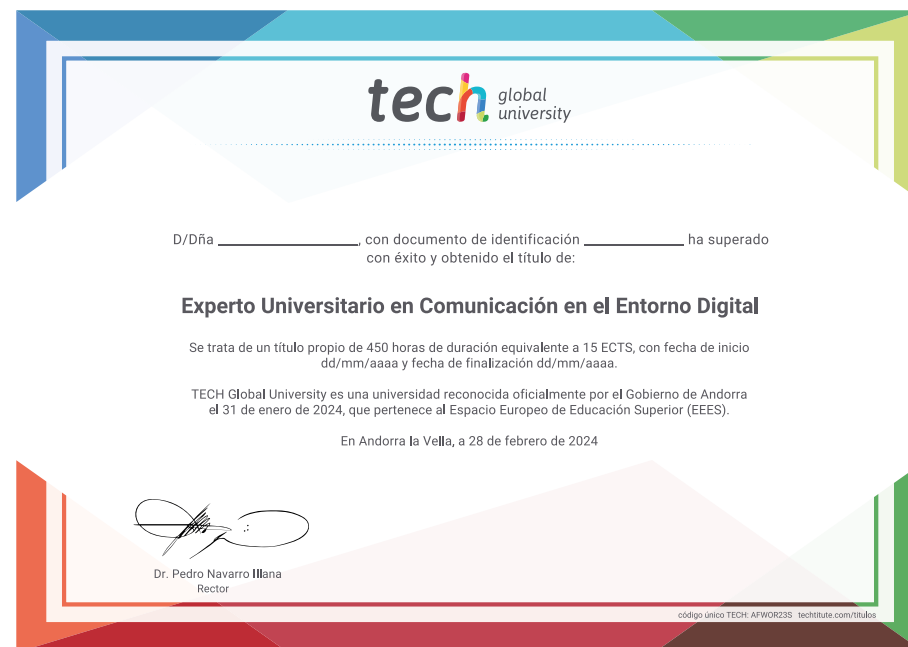 tech global university
D/Dña ________________, con documento de identificación ____________ ha superado
con éxito y obtenido el título de:
Experto Universitario en Comunicación en el Entorno Digital
Se trata de un título propio de 450 horas de duración equivalente a 15 ECTS, con fecha de inicio
dd/mm/aaaa y fecha de finalización dd/mm/aaaa.
TECH Global University es una universidad reconocida oficialmente por el Gobierno de Andorra
el 31 de enero de 2024, que pertenece al Espacio Europeo de Educación Superior (EEES).
En Andorra la Vella, a 28 de febrero de 2024
Dr. Pedro Navarro Illana
Rector
código único TECH: AFWOR23S techtitute.com/titulos